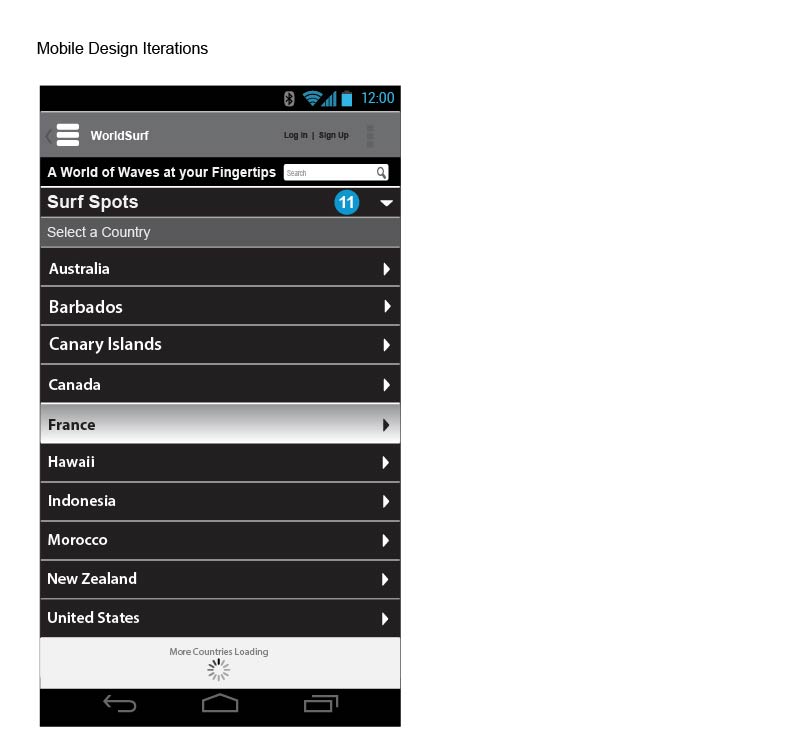 Mobile Design Iterations
12:00
WorldSurf
Log In | Sign Up
A World of Waves at your Fingertips
Search
Surf Spots
11
Select a Country
Australia
Barbados
Canary Islands
Canada
France
Hawaii
Indonesia
Morocco
New Zealand
United States
More Countries Loading